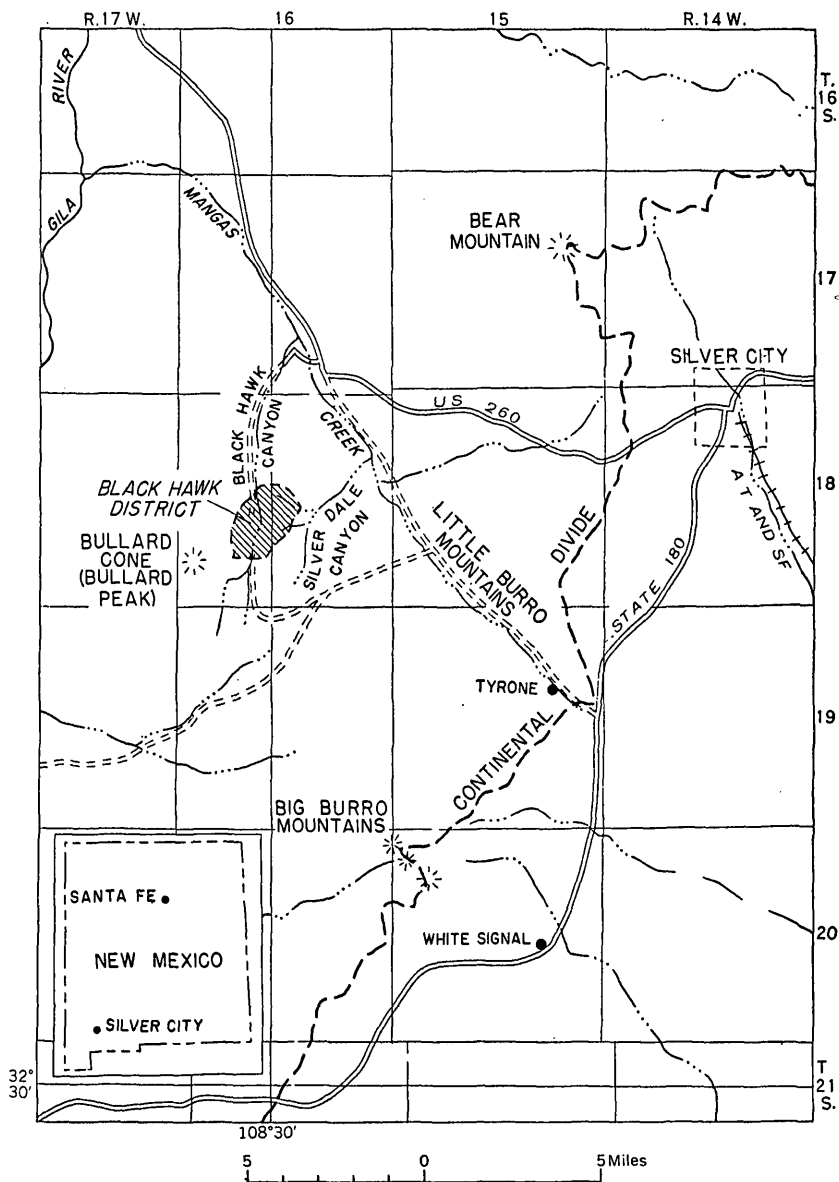 R.17 W.
16
15
R.14 W.
T.
16
S.
RIVER
GILA
MANGAS
BEAR
MOUNTAIN
17
SILVER CITY
US 260
BLACK HAWK
CANYON
CREEK
18
BLACK HAWK
DISTRICT
SILVER DALE
CANYON
A T AND SF
LITTLE BURRO
MOUNTAINS
DIVIDE
BULLARD
CONE
(BULLARD
PEAK)
STATE 180
TYRONE
19
CONTINENTAL
BIG BURRO
MOUNTAINS
SANTA FE
NEW MEXICO
SILVER CITY
WHITE SIGNAL
20
32°
30'
T
21
S.
108°30'
5
0
5 Miles